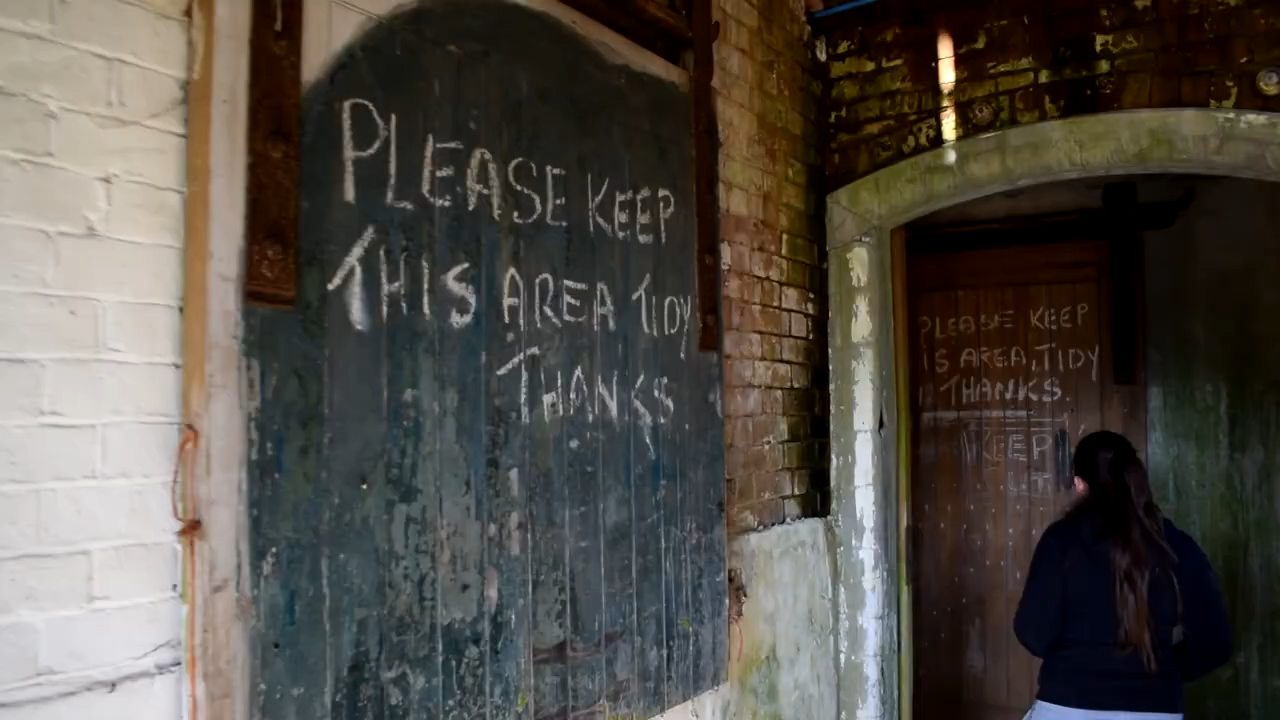 PLEASE KEEP
THIS AREA TIDY
THANKS
PLEASE KEEP
IS AREA, TIDY
THANKS.
KEEP